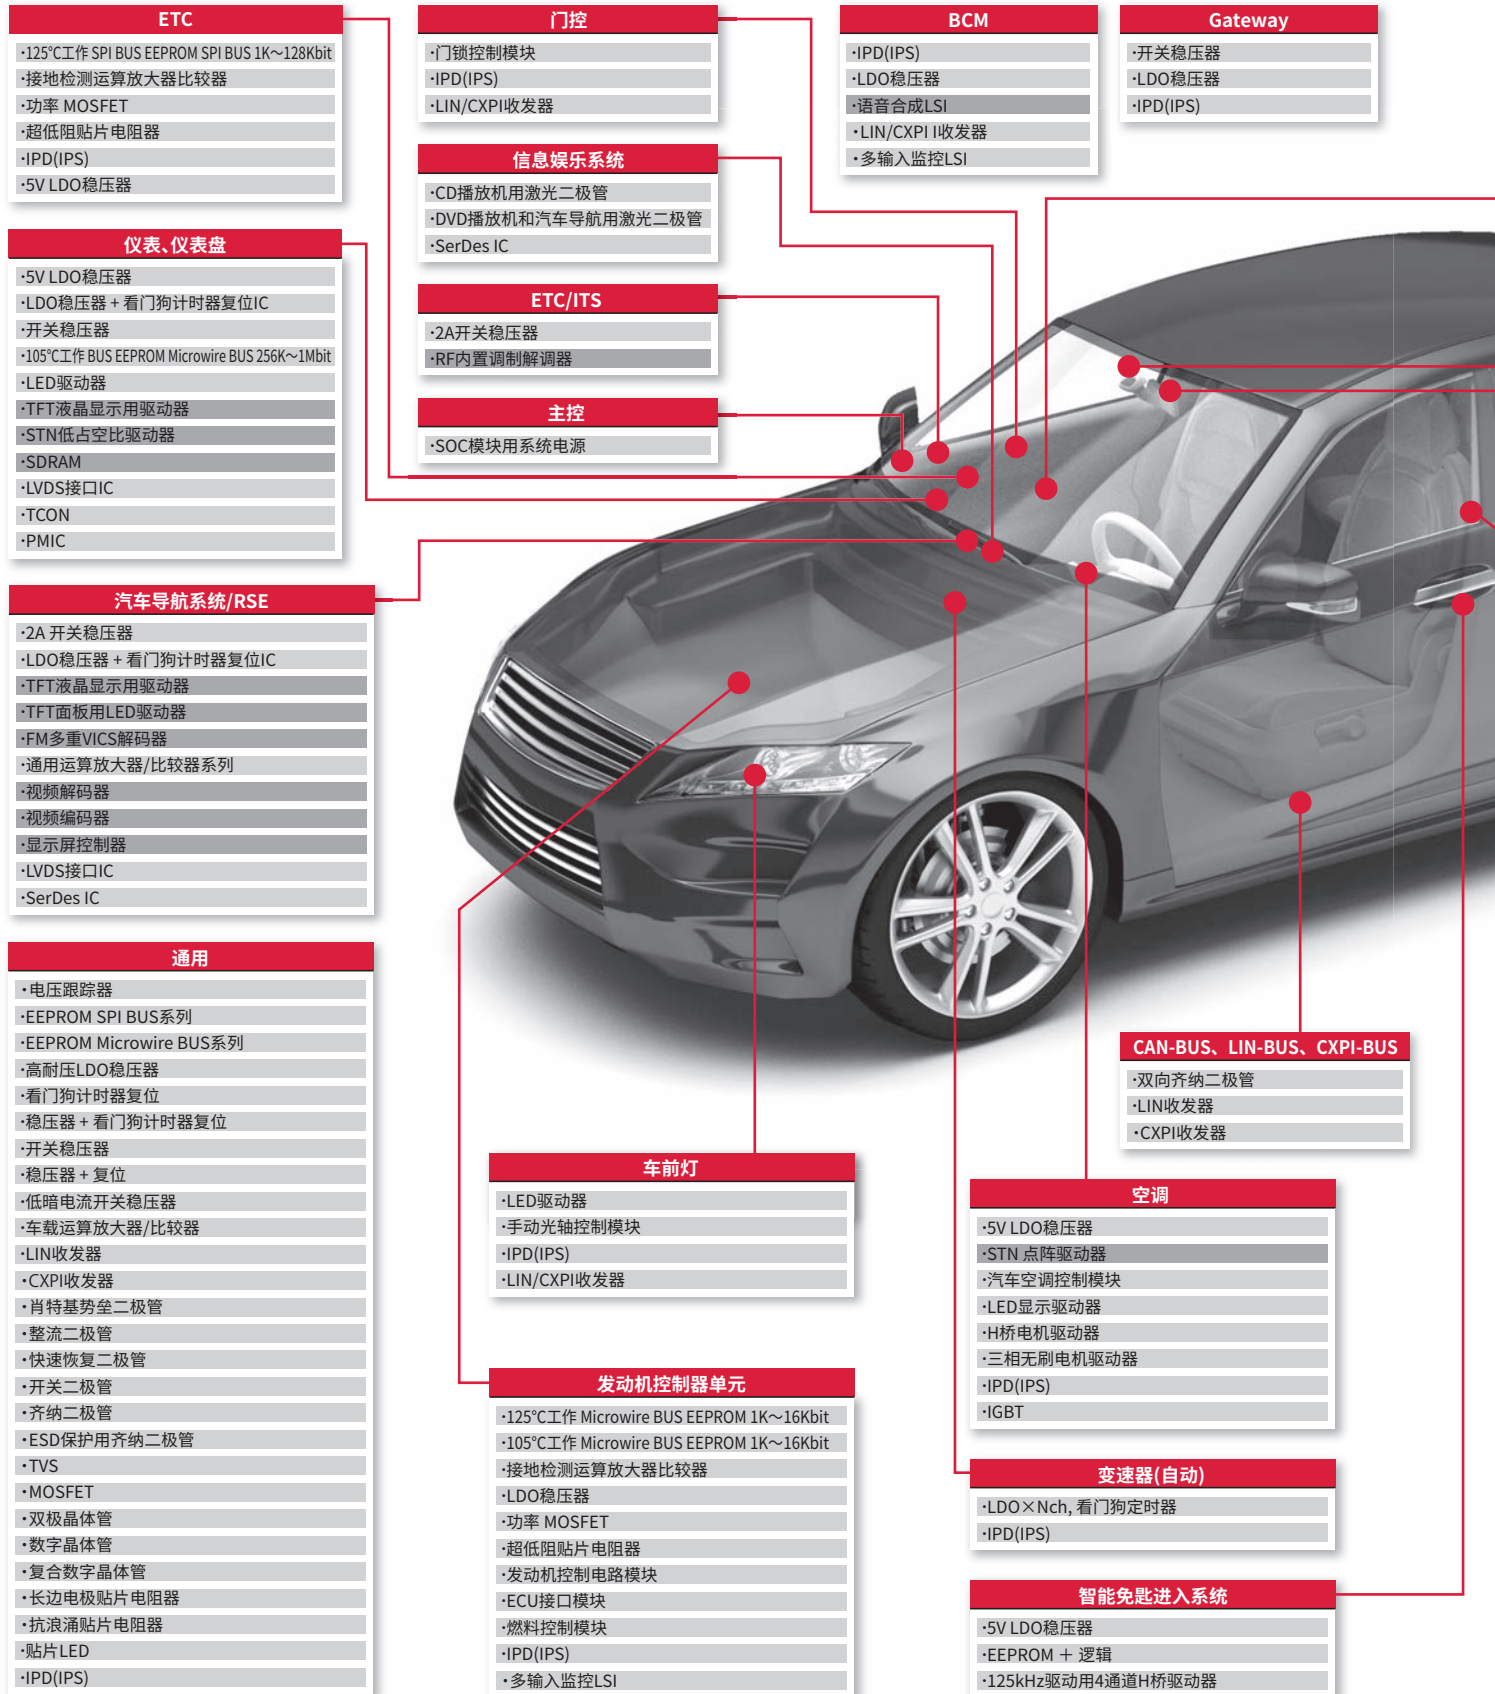 ETC
·125℃工作 SPI BUS EEPROM SPI BUS 1K～128Kbit
·接地检测运算放大器比较器
·功率 MOSFET
·超低阻贴片电阻器
·IPD(IPS)
·5V LDO稳压器
仪表、仪表盘
·5V LDO稳压器
·LDO稳压器 + 看门狗计时器复位IC
·开关稳压器
·105℃工作 BUS EEPROM Microwire BUS 256K～1Mbit
·LED驱动器
·TFT液晶显示用驱动器
·STN低占空比驱动器
·SDRAM
·LVDS接口IC
·TCON
·PMIC
汽车导航系统/RSE
·2A 开关稳压器
·LDO稳压器 + 看门狗计时器复位IC
·TFT液晶显示用驱动器
·TFT面板用LED驱动器
·FM多重VICS解码器
·通用运算放大器/比较器系列
·视频解码器
·视频编码器
·显示屏控制器
·LVDS接口IC
·SerDes IC
通用
·电压跟踪器
·EEPROM SPI BUS系列
·EEPROM Microwire BUS系列
·高耐压LDO稳压器
·看门狗计时器复位
·稳压器 + 看门狗计时器复位
·开关稳压器
·稳压器 + 复位
·低暗电流开关稳压器
·车载运算放大器/比较器
·LIN收发器
·CXPI收发器
·肖特基势垒二极管
·整流二极管
·快速恢复二极管
·开关二极管
·齐纳二极管
·ESD保护用齐纳二极管
·TVS
·MOSFET
·双极晶体管
·数字晶体管
·复合数字晶体管
·长边电极贴片电阻器
·抗浪涌贴片电阻器
·贴片LED
·IPD(IPS)
门控
·门锁控制模块
·IPD(IPS)
·LIN/CXPI收发器
信息娱乐系统
·CD播放机用激光二极管
·DVD播放机和汽车导航用激光二极管
·SerDes IC
ETC/ITS
·2A开关稳压器
·RF内置调制解调器
主控
·SOC模块用系统电源
BCM
·IPD(IPS)
·LDO稳压器
·语音合成LSI
·LIN/CXPI I收发器
·多输入监控LSI
Gateway
·开关稳压器
·LDO稳压器
·IPD(IPS)
CAN-BUS、LIN-BUS、CXPI-BUS
·双向齐纳二极管
·LIN收发器
·CXPI收发器
车前灯
·LED驱动器
·手动光轴控制模块
·IPD(IPS)
·LIN/CXPI收发器
发动机控制器单元
·125℃工作 Microwire BUS EEPROM 1K～16Kbit
·105℃工作 Microwire BUS EEPROM 1K～16Kbit
·接地检测运算放大器比较器
·LDO稳压器
·功率 MOSFET
·超低阻贴片电阻器
·发动机控制电路模块
·ECU接口模块
·燃料控制模块
·IPD(IPS)
·多输入监控LSI
空调
·5V LDO稳压器
·STN 点阵驱动器
·汽车空调控制模块
·LED显示驱动器
·H桥电机驱动器
·三相无刷电机驱动器
·IPD(IPS)
·IGBT
变速器(自动)
·LDO×Nch, 看门狗定时器
·IPD(IPS)
智能免匙进入系统
·5V LDO稳压器
·EEPROM ＋ 逻辑
·125kHz驱动用4通道H桥驱动器